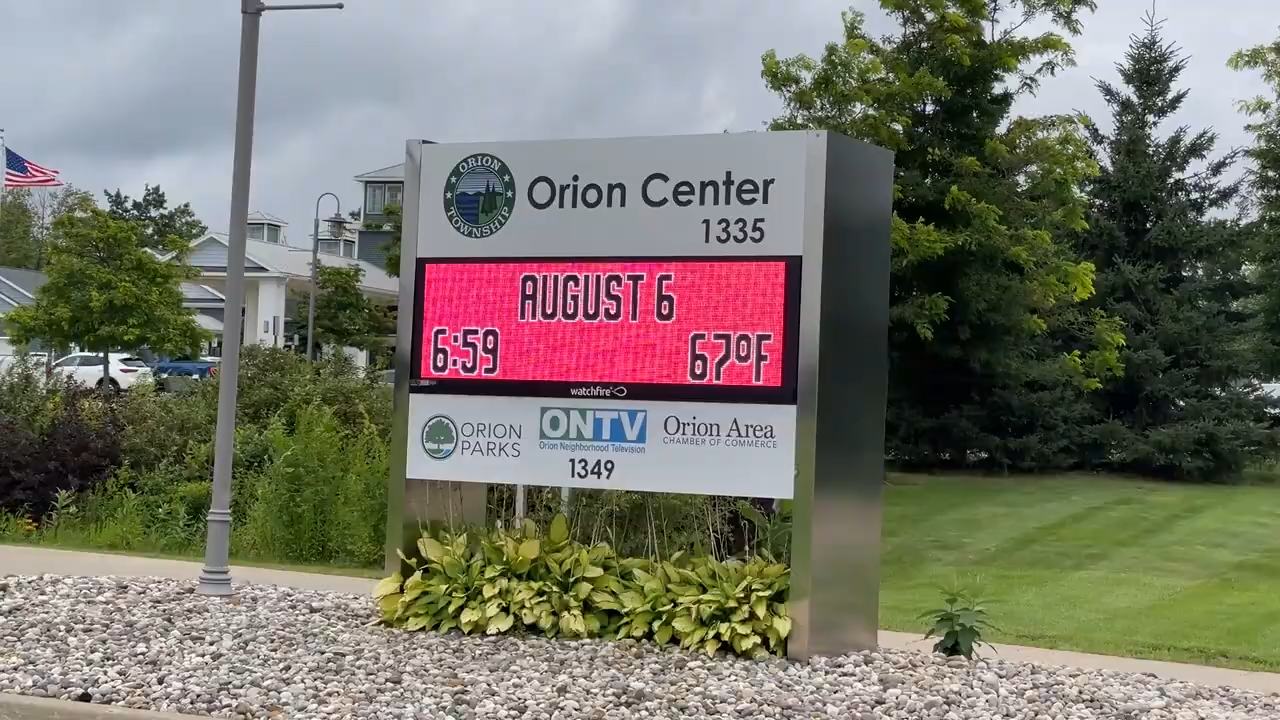 ORION TOWNSHIP
Orion Center
1335
AUGUST 6
6:59 67ºF
watchfire
ORION PARKS
ONTV
Orion Neighborhood Television
Orion Area
CHAMBER OF COMMERCE
1349